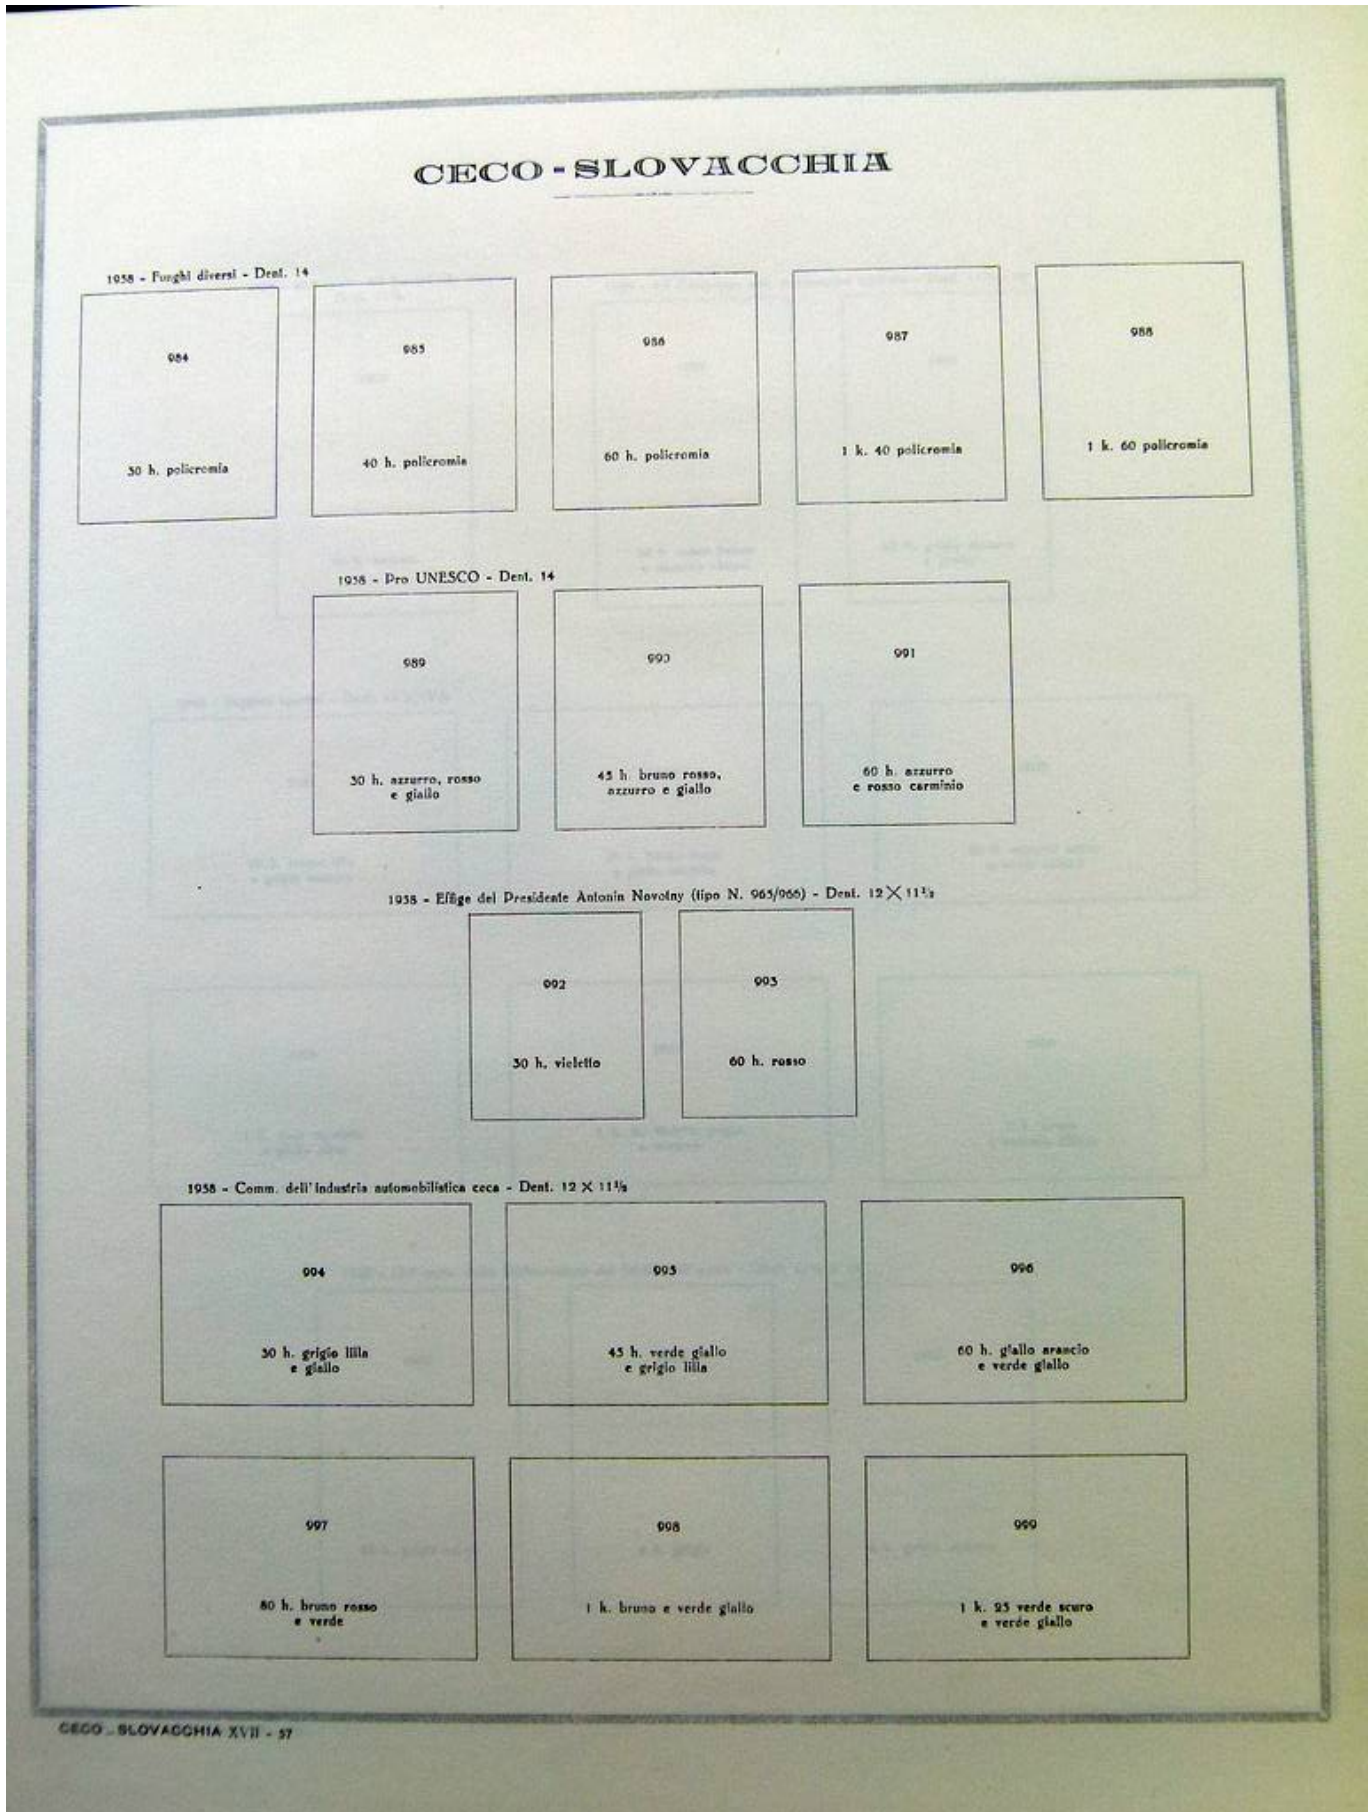 CECO - SLOVACCHIA
1958 - Funghi diversi - Dent. 14
984
30 h. policromia
985
40 h. policromia
986
60 h. policromia
987
1 k. 40 policromia
988
1 k. 60 policromia
1958 - Pro UNESCO - Dent. 14
989
30 h. azzurro, rosso
e giallo
990
45 h. bruno rosso,
azzurro e giallo
991
60 h. azzurro
e rosso carminio
1958 - Effige del Presidente Antonin Novotny (tipo N. 965/966) - Dent. 12 X 11½
992
30 h. violetto
993
60 h. rosso
1958 - Comm. dell'industria automobilistica ceca - Dent. 12 X 11½
994
30 h. grigio lilla
e giallo
995
45 h. verde giallo
e grigio lilla
996
60 h. giallo arancio
e verde giallo
997
80 h. bruno rosso
e verde
998
1 k. bruno e verde giallo
999
1 k. 25 verde scuro
e verde giallo
CECO - SLOVACCHIA XVII - 57